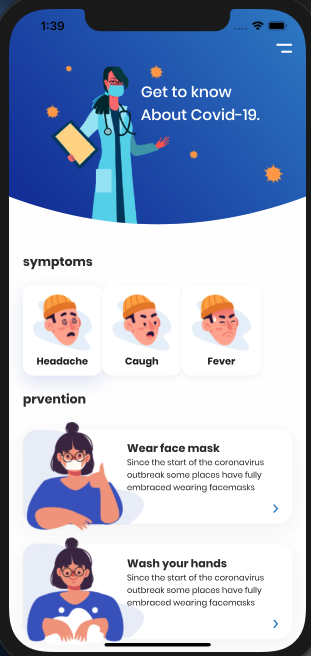 1:39
Get to know
About Covid-19.
symptoms
Headache Caugh Fever
prvention
Wear face mask
Since the start of the coronavirus
outbreak some places have fully
embraced wearing facemasks
Wash your hands
Since the start of the coronavirus
outbreak some places have fully
embraced wearing facemasks